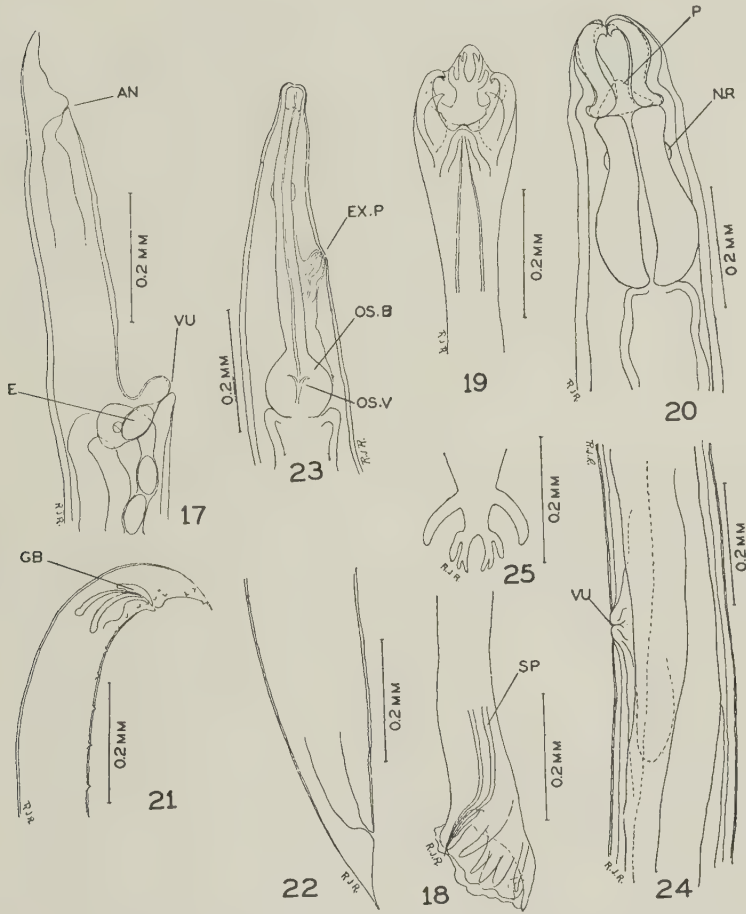 AN
0.2 MM
VU
E
R.J.R.
17
EX.P
OS.B
OS.V
0.2 MM
R.J.R.
23
0.2 MM
R.J.R.
19
P
N.R
0.2 MM
R.J.R.
20
GB
0.2 MM
R.J.R.
21
0.2 MM
R.J.R.
22
0.2 MM
R.J.R.
25
SP
0.2 MM
R.J.R.
18
R.J.R.
0.2 MM
VU
R.J.R.
24